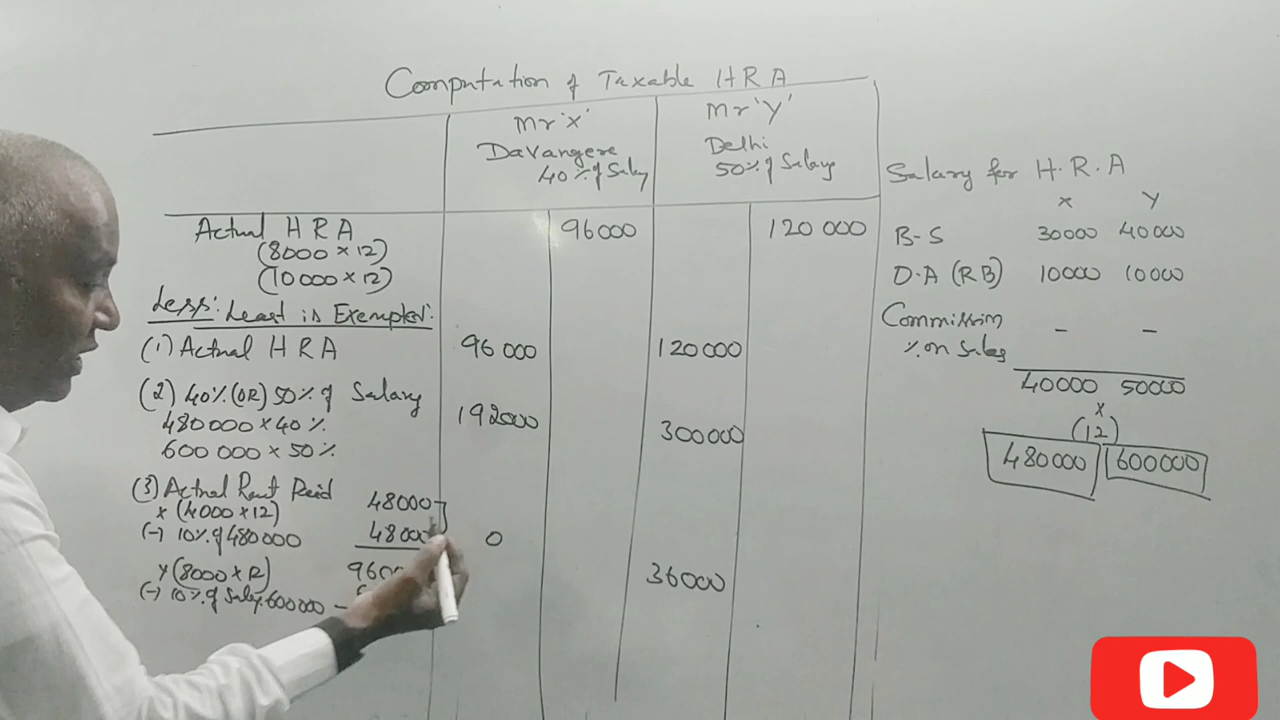 Computation of Taxable HRA
Mr 'X'
Davangere
40% of Salary
Mr 'Y'
Delhi
50% of Salary
Actual HRA 96000 120 000
(8000 × 12)
(10000 × 12)
Less: Least is Exempted:
(1) Actual HRA 96 000 120000
(2) 40% (OR) 50% of Salary
480000 × 40% 192000
600 000 × 50% 300000
(3) Actual Rent Paid
X (4000 × 12) 48000
(-) 10% of 480000 0
Y (8000 × 12) 36000
(-) 10% of Salary 600000 -
Salary for H.R.A
X Y
B-S 30000 40000
D.A (RB) 10000 10000
Commission - -
% on Sales
40000 50000
×
(12)
480000 600000